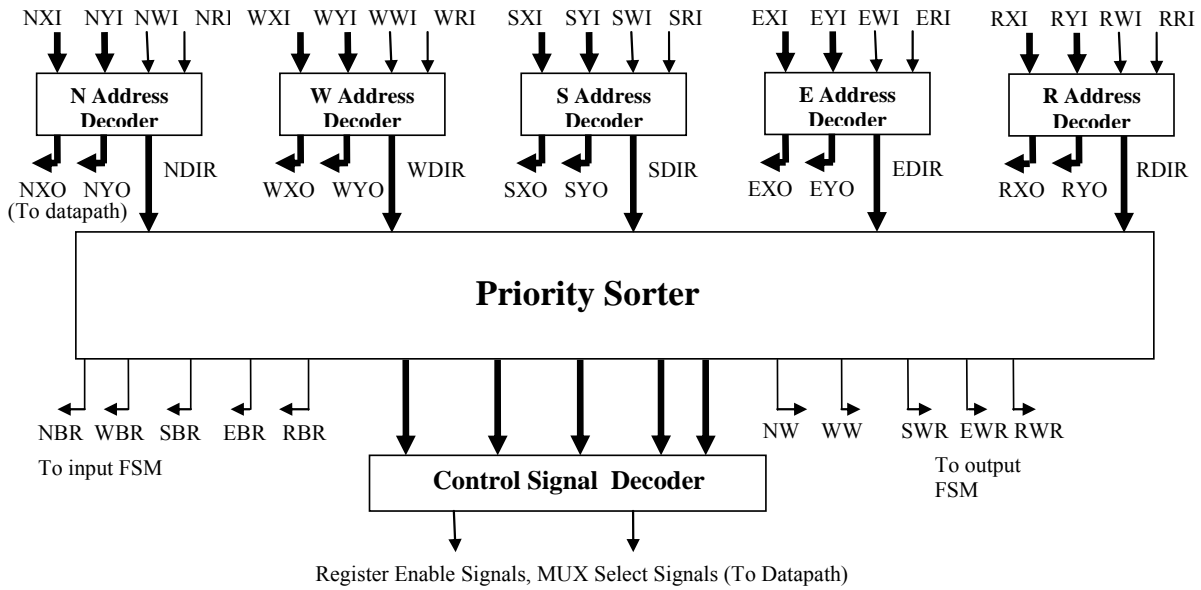 NXI NYI NWI NRI WXI WYI WWI WRI SXI SYI SWI SRI EXI EYI EWI ERI RXI RYI RWI RRI
N Address Decoder
W Address Decoder
S Address Decoder
E Address Decoder
R Address Decoder
NXO NYO NDIR WXO WYO WDIR SXO SYO SDIR EXO EYO EDIR RXO RYO RDIR
(To datapath)
Priority Sorter
NBR WBR SBR EBR RBR NW WW SWR EWR RWR
To input FSM
To output
FSM
Control Signal Decoder
Register Enable Signals, MUX Select Signals (To Datapath)